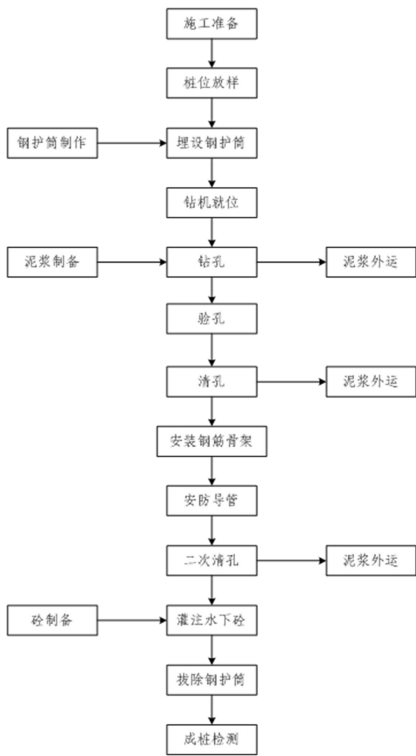 施工准备
桩位放样
钢护筒制作
埋设钢护筒
钻机就位
泥浆制备
钻孔
泥浆外运
验孔
清孔
泥浆外运
安装钢筋骨架
安防导管
二次清孔
泥浆外运
砼制备
灌注水下砼
拔除钢护筒
成桩检测